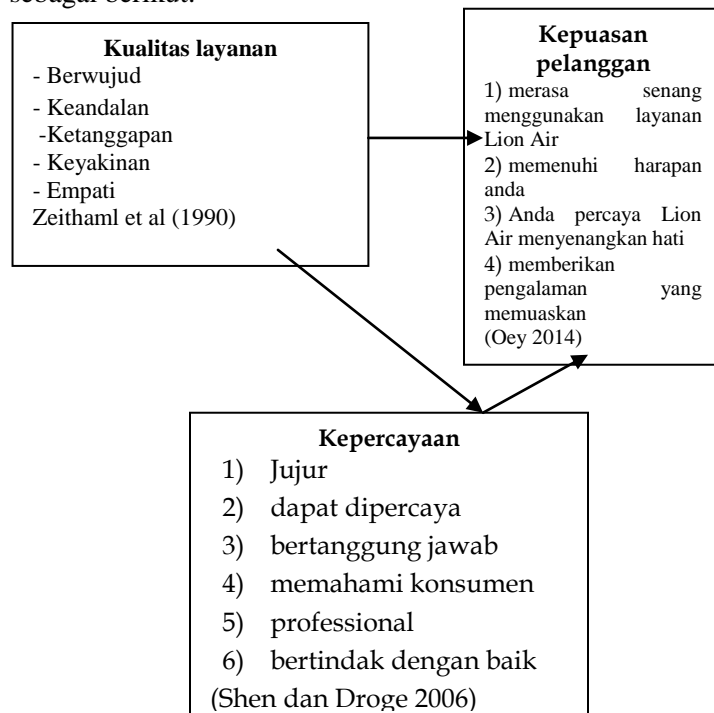 sebagai berikut:
Kualitas layanan
- Berwujud
- Keandalan
-Ketanggapan
- Keyakinan
- Empati
Zeithaml et al (1990)
Kepuasan
pelanggan
1) merasa senang
menggunakan layanan
Lion Air
2) memenuhi harapan
anda
3) Anda percaya Lion
Air menyenangkan hati
4) memberikan
pengalaman yang
memuaskan
(Oey 2014)
Kepercayaan
1) Jujur
2) dapat dipercaya
3) bertanggung jawab
4) memahami konsumen
5) professional
6) bertindak dengan baik
(Shen dan Droge 2006)